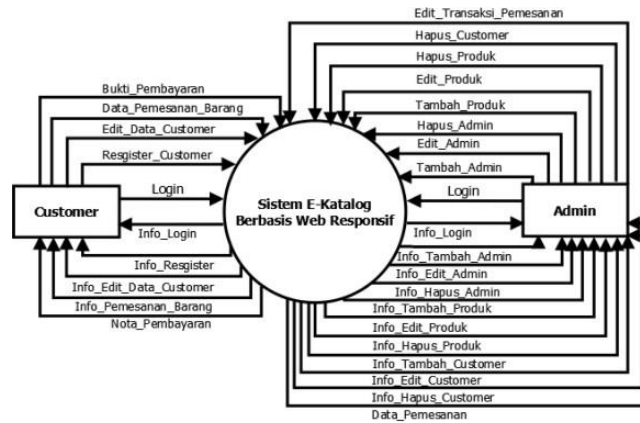 Edit_Transaksi_Pemesanan
Hapus_Customer
Hapus_Produk
Edit_Produk
Tambah_Produk
Hapus_Admin
Edit_Admin
Tambah_Admin
Login
Admin
Info_Login
Info_Tambah_Admin
Info_Edit_Admin
Info_Hapus_Admin
Info_Tambah_Produk
Info_Edit_Produk
Info_Hapus_Produk
Info_Tambah_Customer
Info_Edit_Customer
Info_Hapus_Customer
Data_Pemesanan
Sistem E-Katalog
Berbasis Web Responsif
Bukti_Pembayaran
Data_Pemesanan_Barang
Edit_Data_Customer
Resgister_Customer
Login
Customer
Info_Login
Info_Resgister
Info_Edit_Data_Customer
Info_Pemesanan_Barang
Nota_Pembayaran